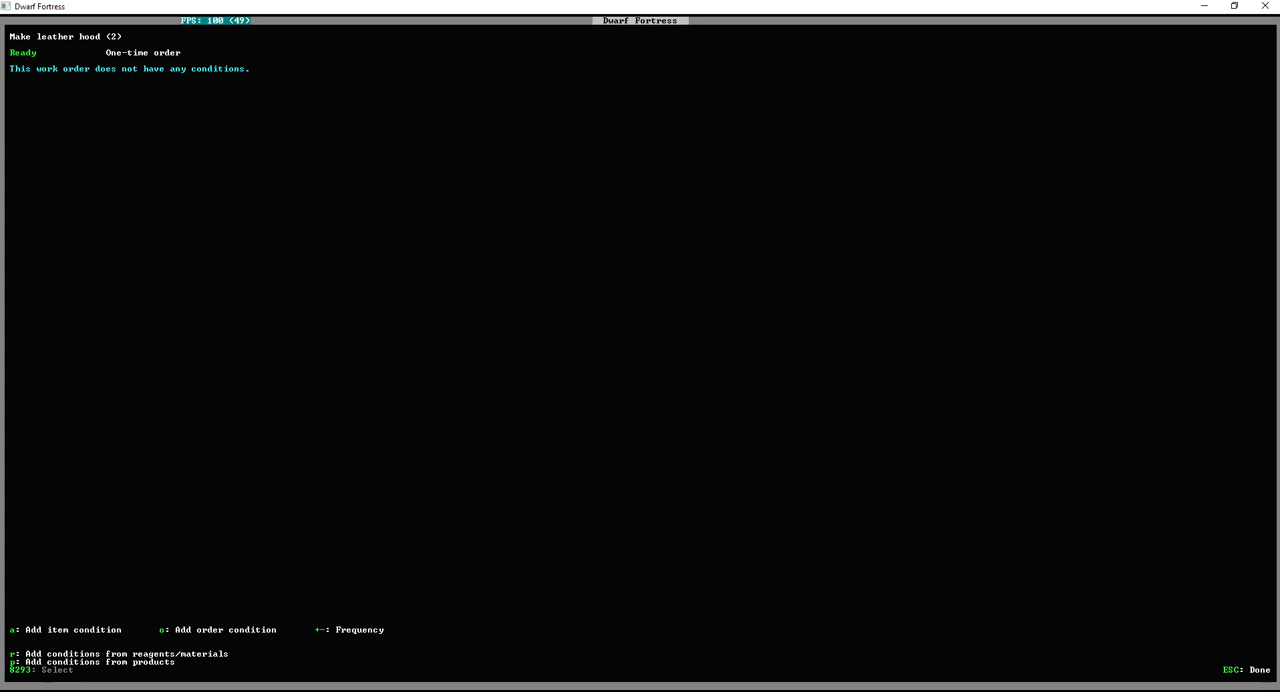 Dwarf Fortress
FPS: 100 (49)
Dwarf Fortress
Make leather hood (2)
Ready One-time order
This work order does not have any conditions.
a: Add item condition o: Add order condition +-: Frequency
r: Add conditions from reagents/materials
p: Add conditions from products
8293: Select ESC: Done